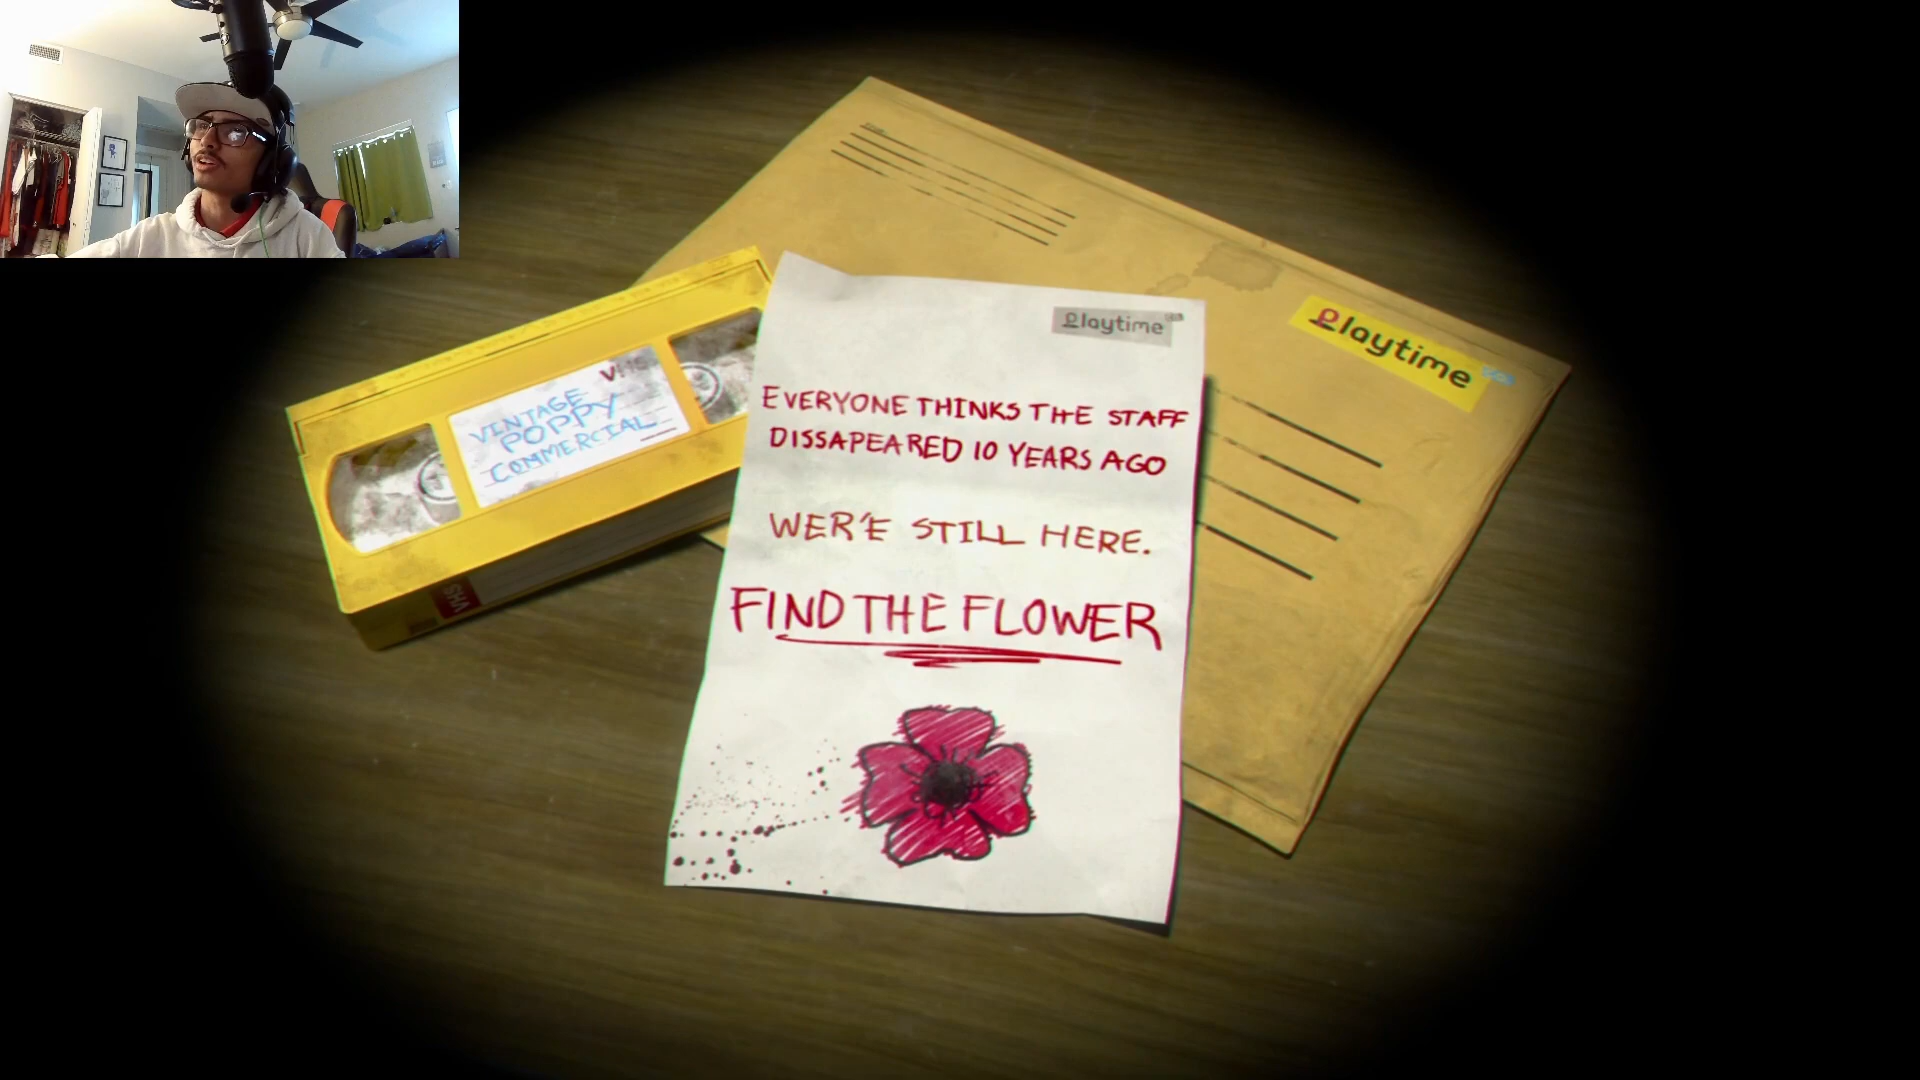 VINTAGE
POPPY
COMMERCIAL
VHS
Playtime
EVERYONE THINKS THE STAFF
DISSAPEARED 10 YEARS AGO
WER'E STILL HERE.
FIND THE FLOWER
Playtime